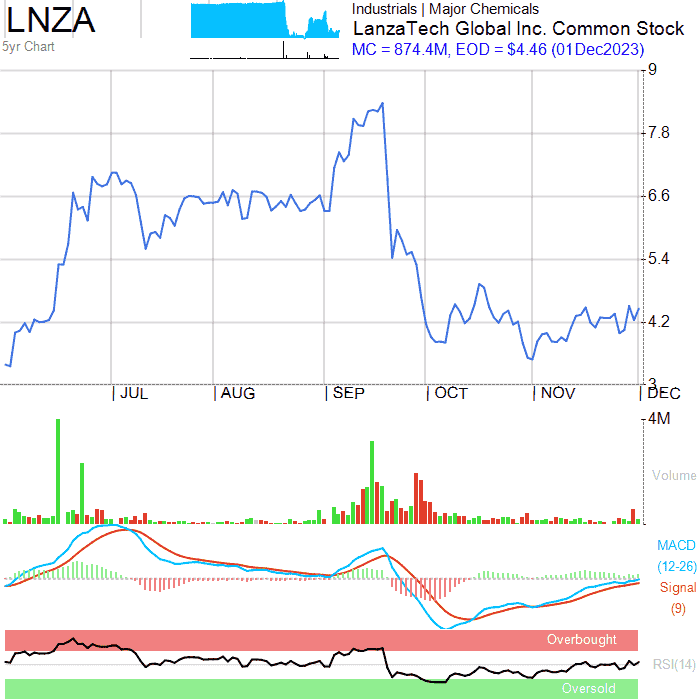 LNZA
5yr Chart
Industrials | Major Chemicals
LanzaTech Global Inc. Common Stock
MC = 874.4M, EOD = $4.46 (01Dec2023)
9
7.8
6.6
5.4
4.2
3
JUL
AUG
SEP
OCT
NOV
DEC
4M
Volume
MACD
(12-26)
Signal
(9)
Overbought
RSI(14)
Oversold